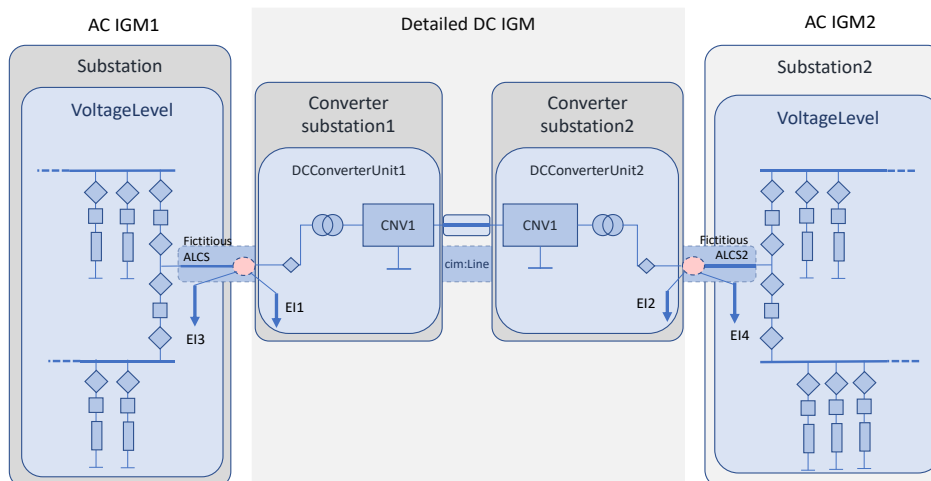 AC IGM1
Detailed DC IGM
AC IGM2
Substation
VoltageLevel
Converter
substation1
DCConverterUnit1
CNV1
Converter
substation2
DCConverterUnit2
CNV1
Substation2
VoltageLevel
Fictitious
ALCS
cim:Line
Fictitious
ALCS2
EI3
EI1
EI2
EI4